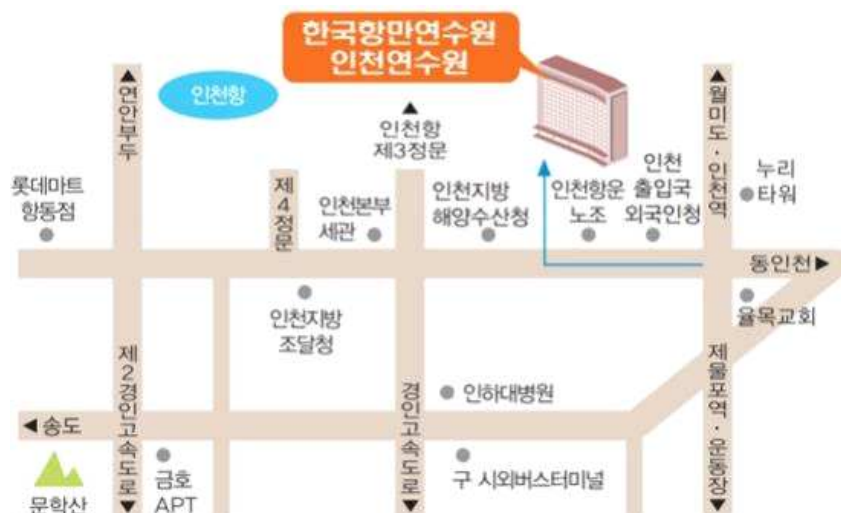 한국항만연수원
인천연수원
인천항
▲연안부두
▲
인천항
제3정문
▲월미도·인천역
누리
타워
롯데마트
항동점
제4정문
인천본부
세관
인천지방
해양수산청
인천항운
노조
인천
출입국
외국인청
동인천▶
인천지방
조달청
율목교회
제2경인고속도로▼
경인고속도로▼
제물포역·운동장▼
인하대병원
◀송도
문학산
금호
APT
구 시외버스터미널